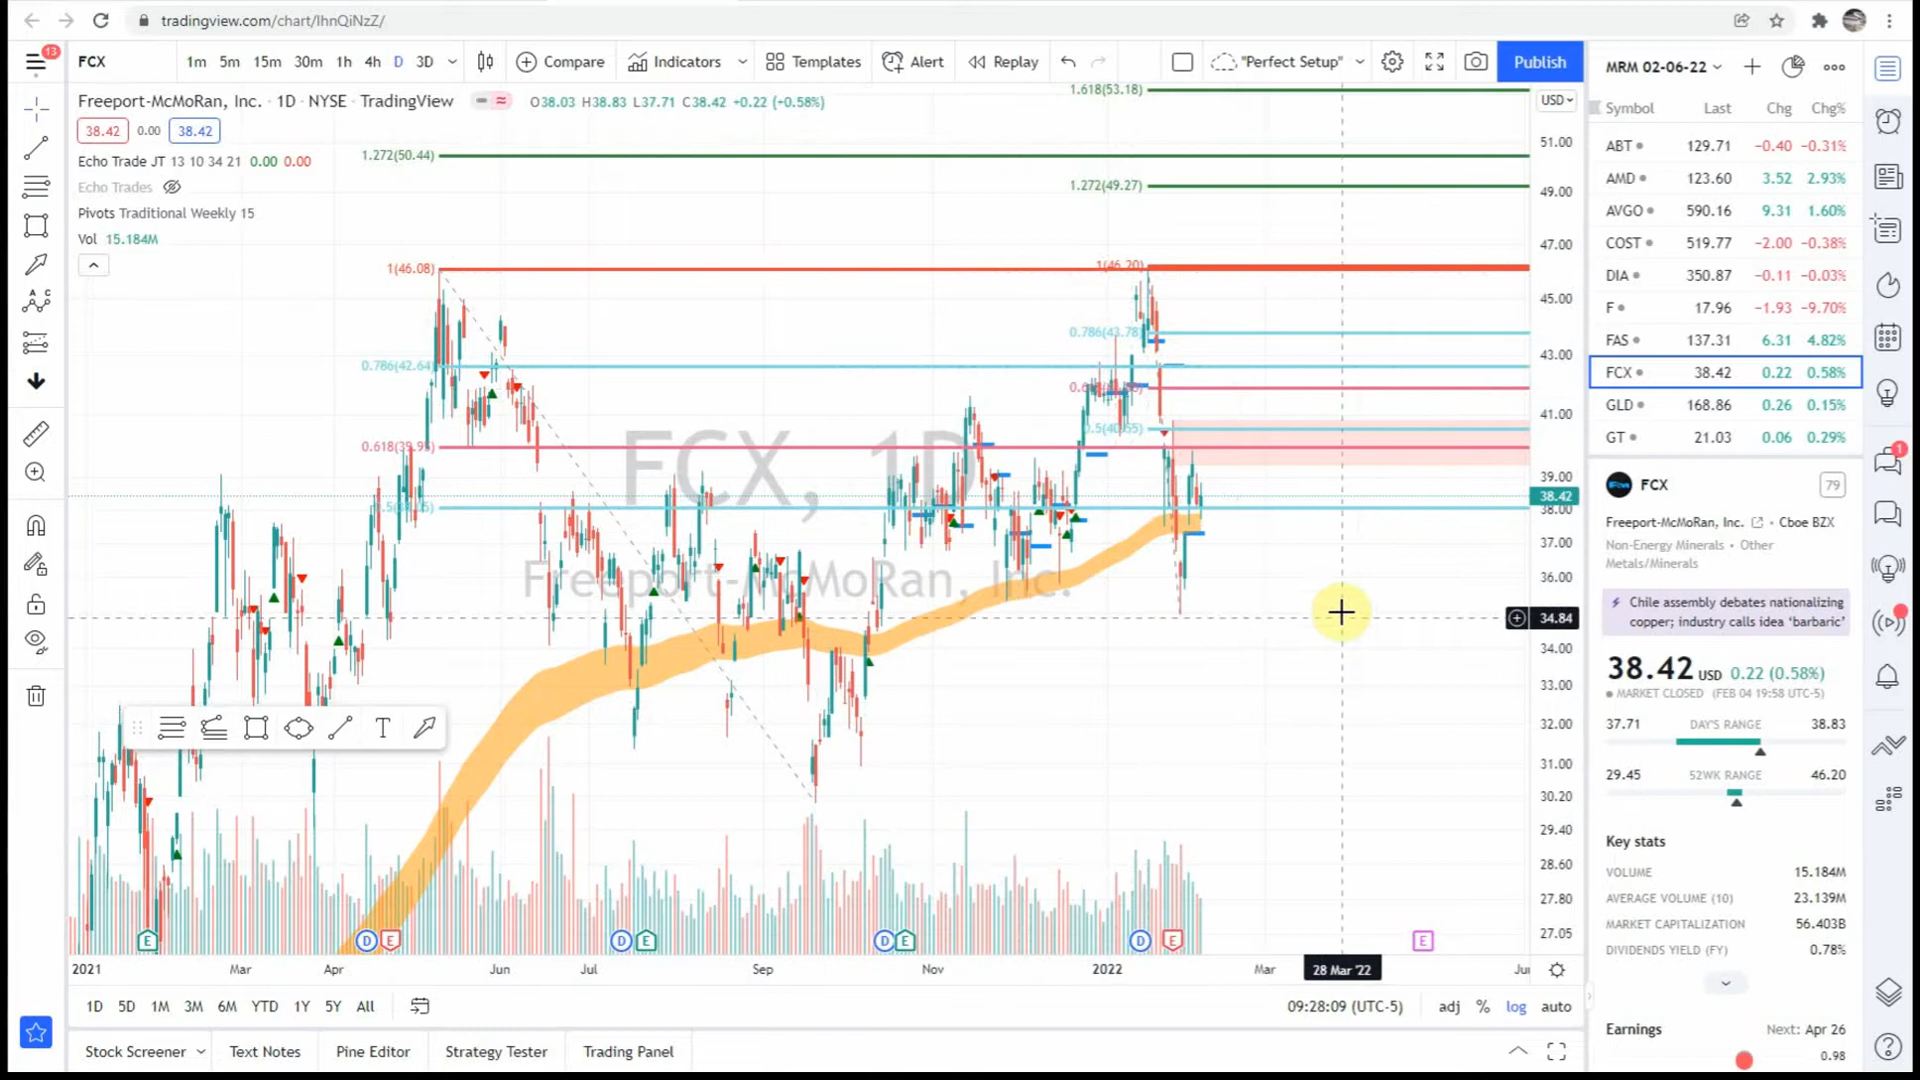 tradingview.com/chart/IhnQiNzZ/
13
FCX
1m 5m 15m 30m 1h 4h D 3D
Compare
Indicators
Templates
Alert
Replay
"Perfect Setup"
Publish
Freeport-McMoRan, Inc. · 1D · NYSE · TradingView
O38.03 H38.83 L37.71 C38.42 +0.22 (+0.58%)
38.42 0.00 38.42
Echo Trade JT 13 10 34 21 0.00 0.00
Echo Trades
Pivots Traditional Weekly 15
Vol 15.184M
1.618(53.18)
1.272(50.44)
1.272(49.27)
1(46.08)
1(46.20)
0.786(43.78)
0.786(42.64)
0.5(40.55)
FCX, 1D
Freeport-McMoRan, Inc.
USD
51.00
49.00
47.00
45.00
43.00
41.00
39.00
38.42
38.00
37.00
36.00
34.84
34.00
33.00
32.00
31.00
30.20
29.40
28.60
27.80
27.05
E D E D E D E D E E
2021 Mar Apr Jun Jul Sep Nov 2022 Mar 28 Mar '22
1D 5D 1M 3M 6M YTD 1Y 5Y All
09:28:09 (UTC-5) adj % log auto
Stock Screener Text Notes Pine Editor Strategy Tester Trading Panel
MRM 02-06-22
Symbol Last Chg Chg%
ABT 129.71 −0.40 −0.31%
AMD 123.60 3.52 2.93%
AVGO 590.16 9.31 1.60%
COST 519.77 −2.00 −0.38%
DIA 350.87 −0.11 −0.03%
F 17.96 −1.93 −9.70%
FAS 137.31 6.31 4.82%
FCX 38.42 0.22 0.58%
GLD 168.86 0.26 0.15%
GT 21.03 0.06 0.29%
FCX 79
Freeport-McMoRan, Inc. • Cboe BZX
Non-Energy Minerals • Other
Metals/Minerals
Chile assembly debates nationalizing
copper; industry calls idea ‘barbaric’
38.42 USD 0.22 (0.58%)
MARKET CLOSED (FEB 04 19:58 UTC-5)
37.71 DAY'S RANGE 38.83
29.45 52WK RANGE 46.20
Key stats
VOLUME 15.184M
AVERAGE VOLUME (10) 23.139M
MARKET CAPITALIZATION 56.403B
DIVIDENDS YIELD (FY) 0.78%
Earnings Next: Apr 26
0.98
1